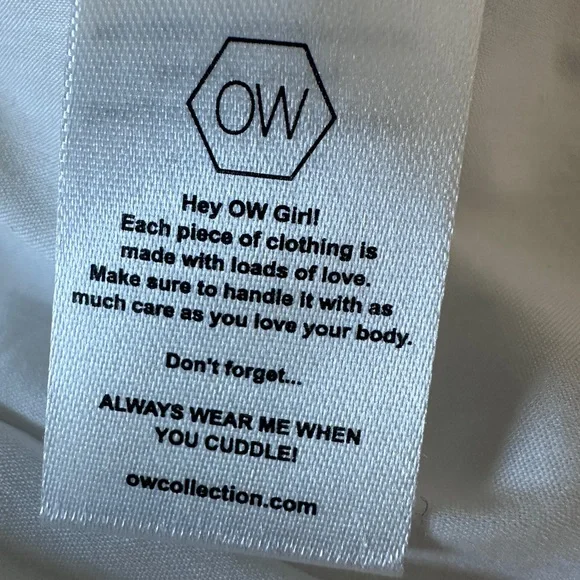 OW
Hey OW Girl!
Each piece of clothing is
made with loads of love.
Make sure to handle it with as
much care as you love your body.
Don't forget...
ALWAYS WEAR ME WHEN
YOU CUDDLE!
owcollection.com